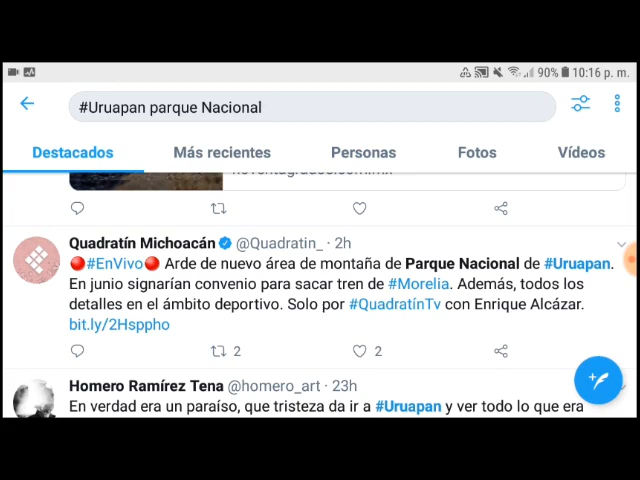 90% 10:16 p. m.
#Uruapan parque Nacional
Destacados Más recientes Personas Fotos Vídeos
Quadratín Michoacán @Quadratin_ · 2h
#EnVivo Arde de nuevo área de montaña de Parque Nacional de #Uruapan.
En junio signarían convenio para sacar tren de #Morelia. Además, todos los
detalles en el ámbito deportivo. Solo por #QuadratínTv con Enrique Alcázar.
bit.ly/2Hsppho
2 2
Homero Ramírez Tena @homero_art · 23h
En verdad era un paraíso, que tristeza da ir a #Uruapan y ver todo lo que era